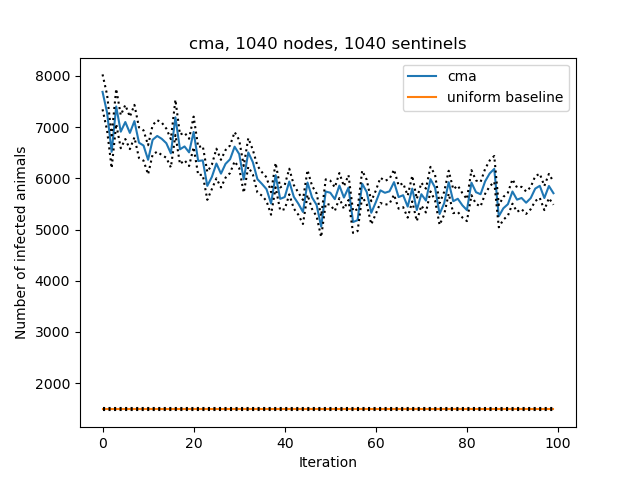 cma, 1040 nodes, 1040 sentinels
8000
7000
6000
5000
4000
3000
2000
Number of infected animals
cma
uniform baseline
0 20 40 60 80 100
Iteration